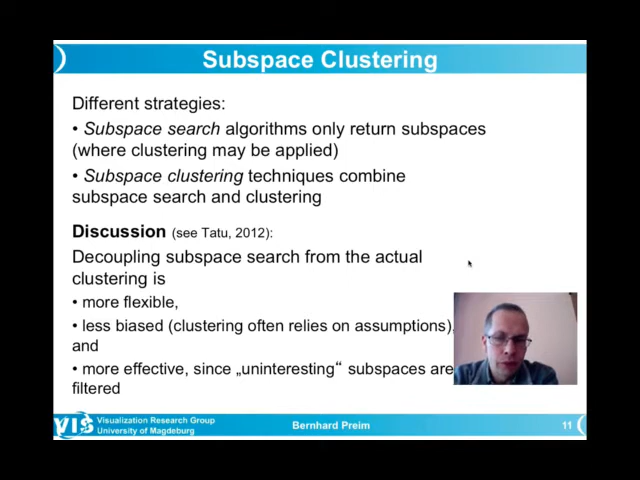 Subspace Clustering
Different strategies:
• Subspace search algorithms only return subspaces
(where clustering may be applied)
• Subspace clustering techniques combine
subspace search and clustering
Discussion (see Tatu, 2012):
Decoupling subspace search from the actual
clustering is
• more flexible,
• less biased (clustering often relies on assumptions),
and
• more effective, since „uninteresting“ subspaces are
filtered
VIS
Visualization Research Group
University of Magdeburg
Bernhard Preim
11